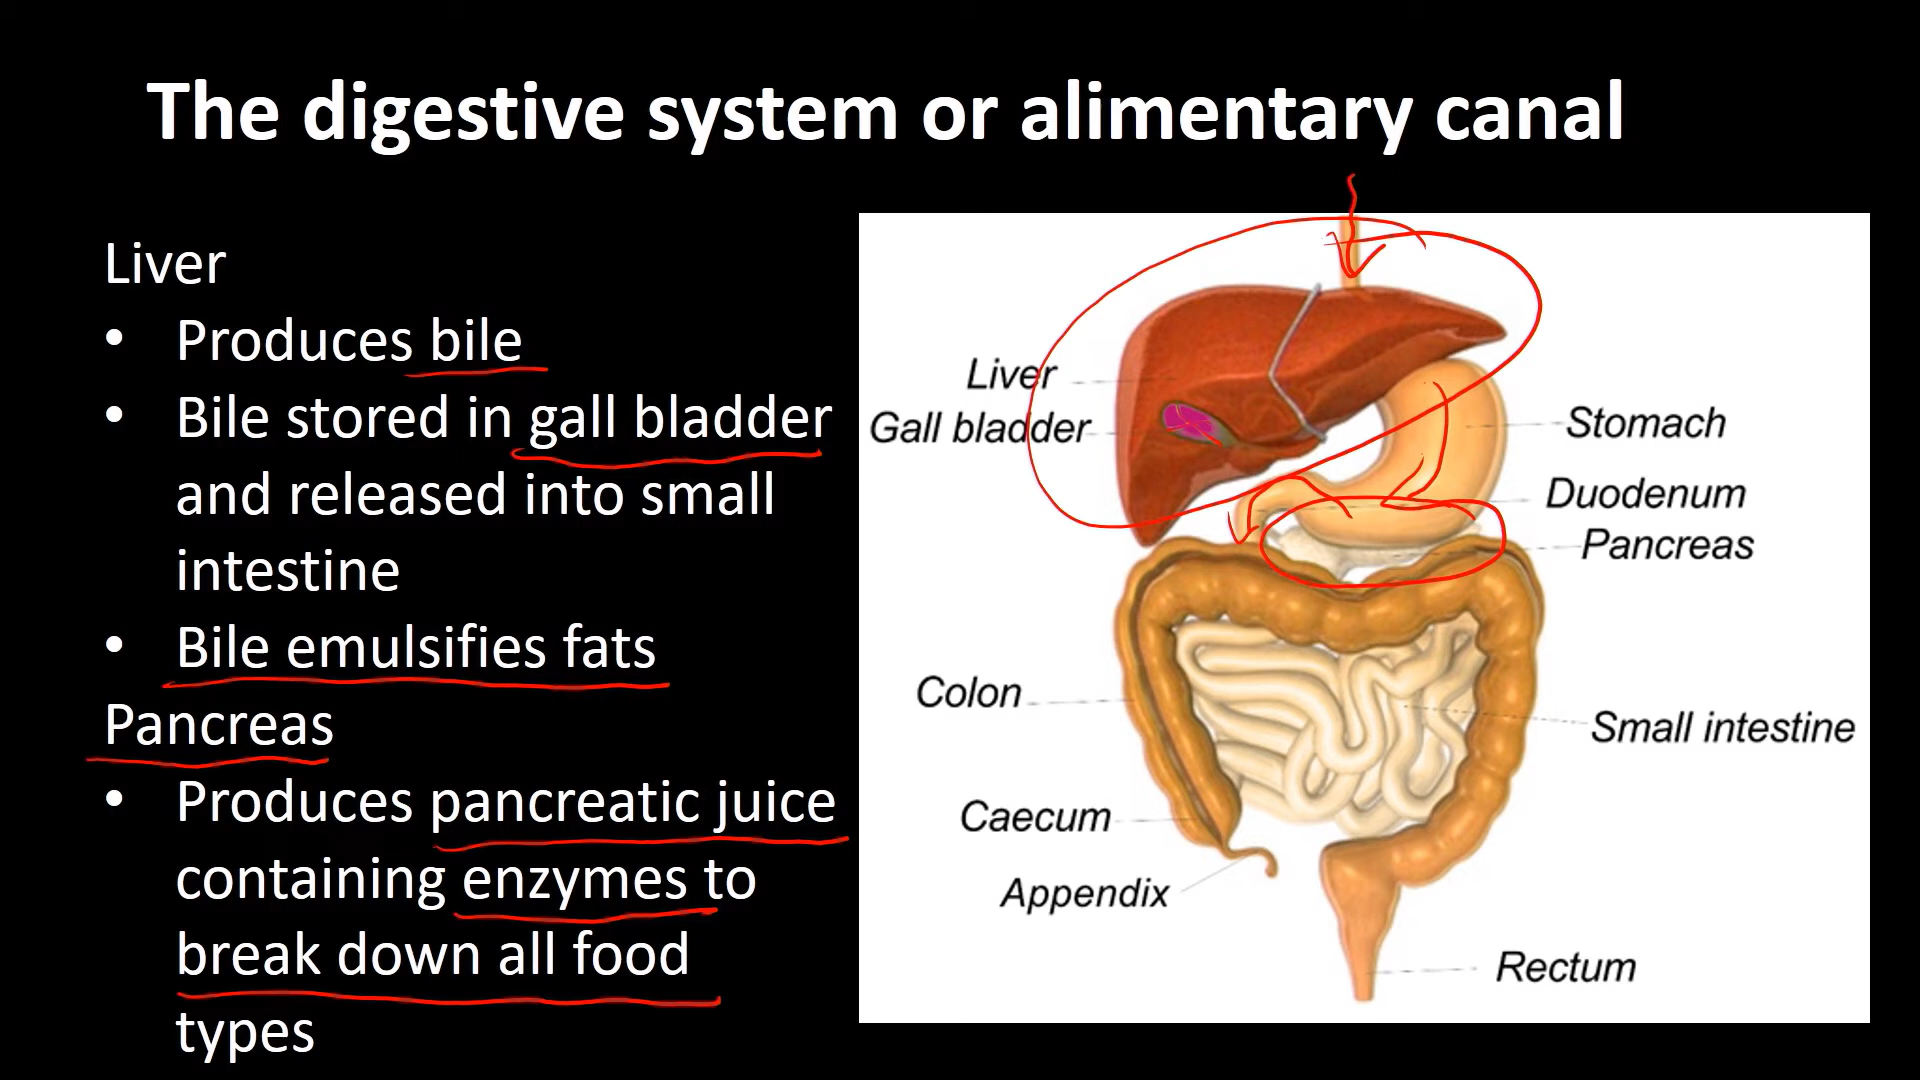 The digestive system or alimentary canal
Liver
• Produces bile
• Bile stored in gall bladder
and released into small
intestine
• Bile emulsifies fats
Pancreas
• Produces pancreatic juice
containing enzymes to
break down all food
types
Liver
Gall bladder
Stomach
Duodenum
Pancreas
Colon
Small intestine
Caecum
Appendix
Rectum